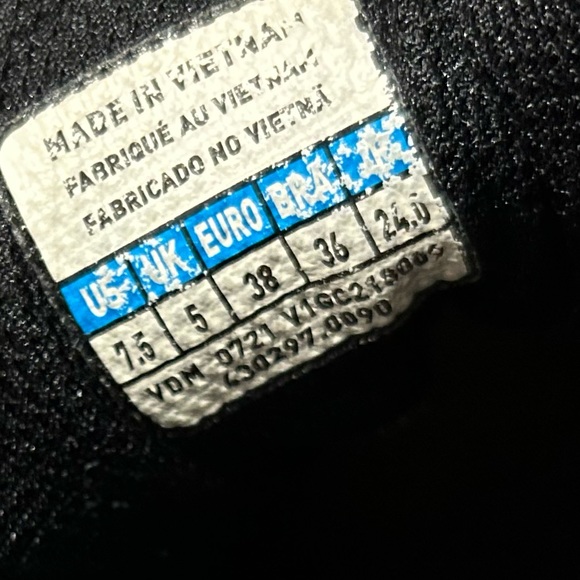 MADE IN VIETNAM
FABRIQUÉ AU VIETNAM
FABRICADO NO VIETNÃ
US UK EURO BRA
7.5 5 38 36 24.0
VDM 0721